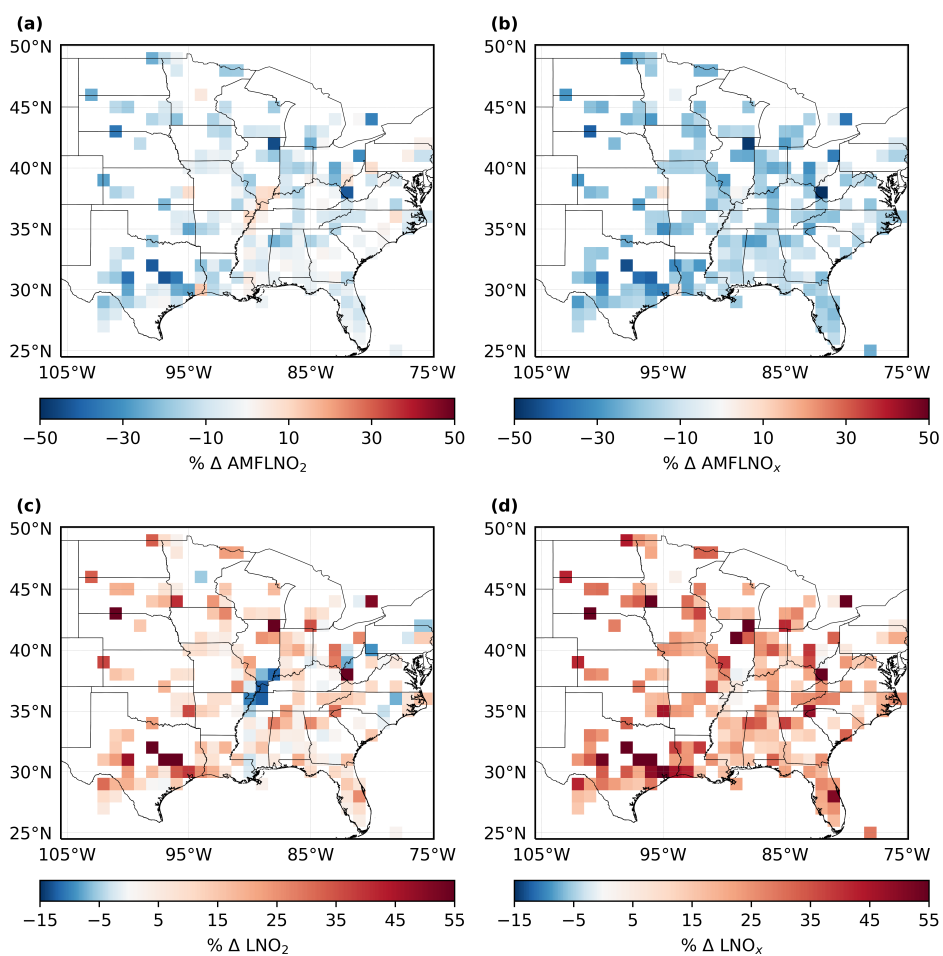 (a) (b)
50°N 50°N
45°N 45°N
40°N 40°N
35°N 35°N
30°N 30°N
25°N 25°N
105°W 95°W 85°W 75°W 105°W 95°W 85°W 75°W
−50 −30 −10 10 30 50 −50 −30 −10 10 30 50
% Δ AMFLNO₂ % Δ AMFLNOₓ
(c) (d)
50°N 50°N
45°N 45°N
40°N 40°N
35°N 35°N
30°N 30°N
25°N 25°N
105°W 95°W 85°W 75°W 105°W 95°W 85°W 75°W
−15 −5 5 15 25 35 45 55 −15 −5 5 15 25 35 45 55
% Δ LNO₂ % Δ LNOₓ